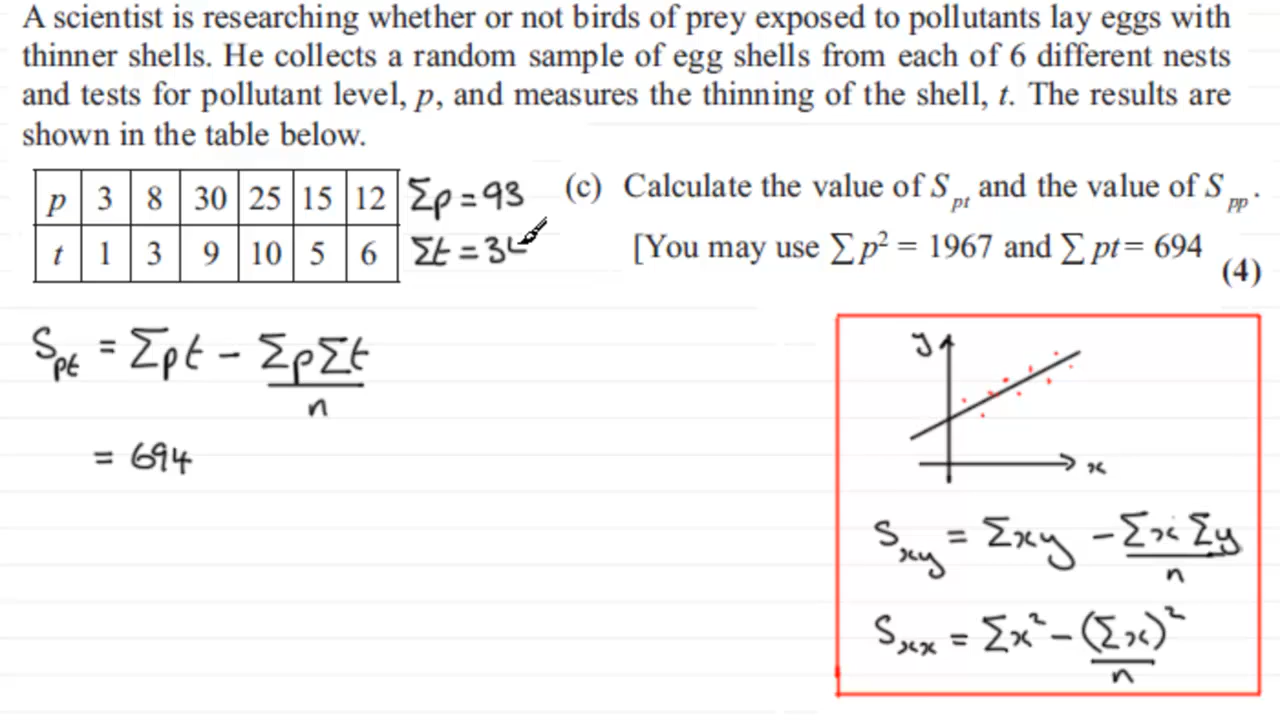 A scientist is researching whether or not birds of prey exposed to pollutants lay eggs with
thinner shells. He collects a random sample of egg shells from each of 6 different nests
and tests for pollutant level, p, and measures the thinning of the shell, t. The results are
shown in the table below.
p 3 8 30 25 15 12 Σp = 93
t 1 3 9 10 5 6 Σt = 34
(c) Calculate the value of S_pt and the value of S_pp.
[You may use Σp² = 1967 and Σpt = 694
(4)
S_pt = Σpt - ΣpΣt/n
= 694
y
x
S_xy = Σxy - ΣxΣy/n
S_xx = Σx² - (Σx)²/n